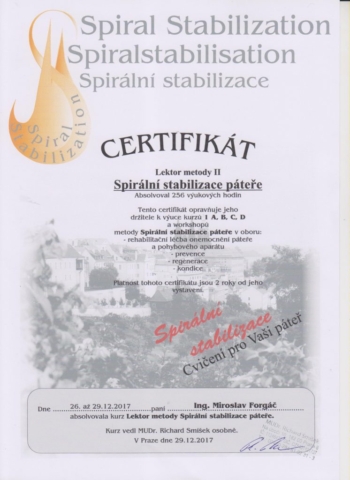 Spiral Stabilization
Spiralstabilisation
Spirální stabilizace
Spiral
Stabilization
CERTIFIKÁT
Lektor metody II
Spirální stabilizace páteře
Absolvoval 256 výukových hodin
Tento certifikát opravňuje jeho
držitele k výuce kurzů 1 A, B, C, D
a workshopů
metody Spirální stabilizace páteře v oboru:
- rehabilitační léčba onemocnění páteře
a pohybového aparátu
- prevence
- regenerace
- kondice.
Platnost tohoto certifikátu jsou 2 roky od jeho
vystavení.
Spirální
stabilizace
Cvičení pro Vaši páteř
Dne 26. až 29.12.2017 paní Ing. Miroslav Forgáč
absolvovala kurz Lektor metody Spirální stabilizace páteře.
Kurz vedl MUDr. Richard Smíšek osobně.
V Praze dne 29.12.2017